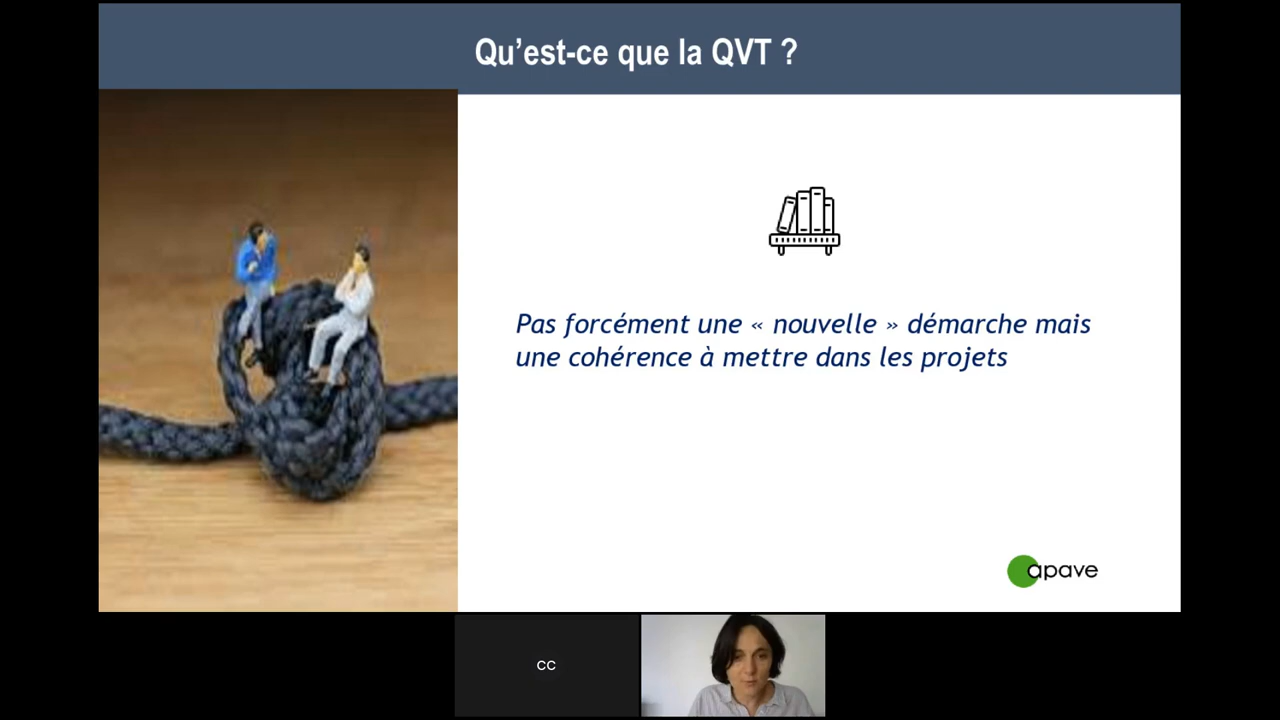 Qu’est-ce que la QVT ?
Pas forcément une « nouvelle » démarche mais
une cohérence à mettre dans les projets
apave
CC